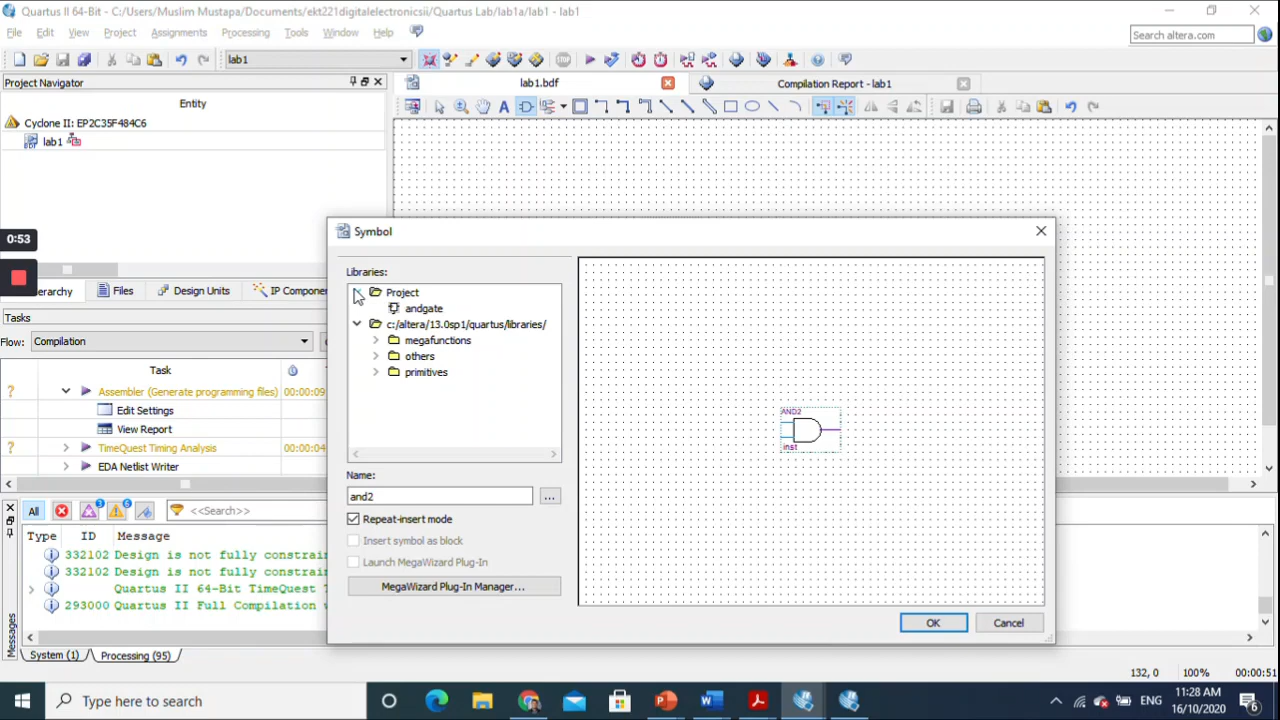 Quartus II 64-Bit - C:/Users/Muslim Mustapa/Documents/ekt221digitalelectronicsii/Quartus Lab/lab1a/lab1 - lab1
File Edit View Project Assignments Processing Tools Window Help
Search altera.com
lab1
Project Navigator
lab1.bdf
Compilation Report - lab1
Entity
Cyclone II: EP2C35F484C6
lab1
0:53
Hierarchy Files Design Units IP Componen
Tasks
Flow: Compilation
Task
Assembler (Generate programming files) 00:00:09
Edit Settings
View Report
TimeQuest Timing Analysis 00:00:04
EDA Netlist Writer
Symbol
Libraries:
Project
andgate
c:/altera/13.0sp1/quartus/libraries/
megafunctions
others
primitives
Name:
and2
...
Repeat-insert mode
Insert symbol as block
Launch MegaWizard Plug-In
MegaWizard Plug-In Manager...
AND2
inst
OK Cancel
All
3
6
<<Search>>
Type ID Message
332102 Design is not fully constrain
332102 Design is not fully constrain
Quartus II 64-Bit TimeQuest
293000 Quartus II Full Compilation
Messages
System (1) Processing (95)
132, 0 100% 00:00:51
Type here to search
ENG
11:28 AM
16/10/2020
6